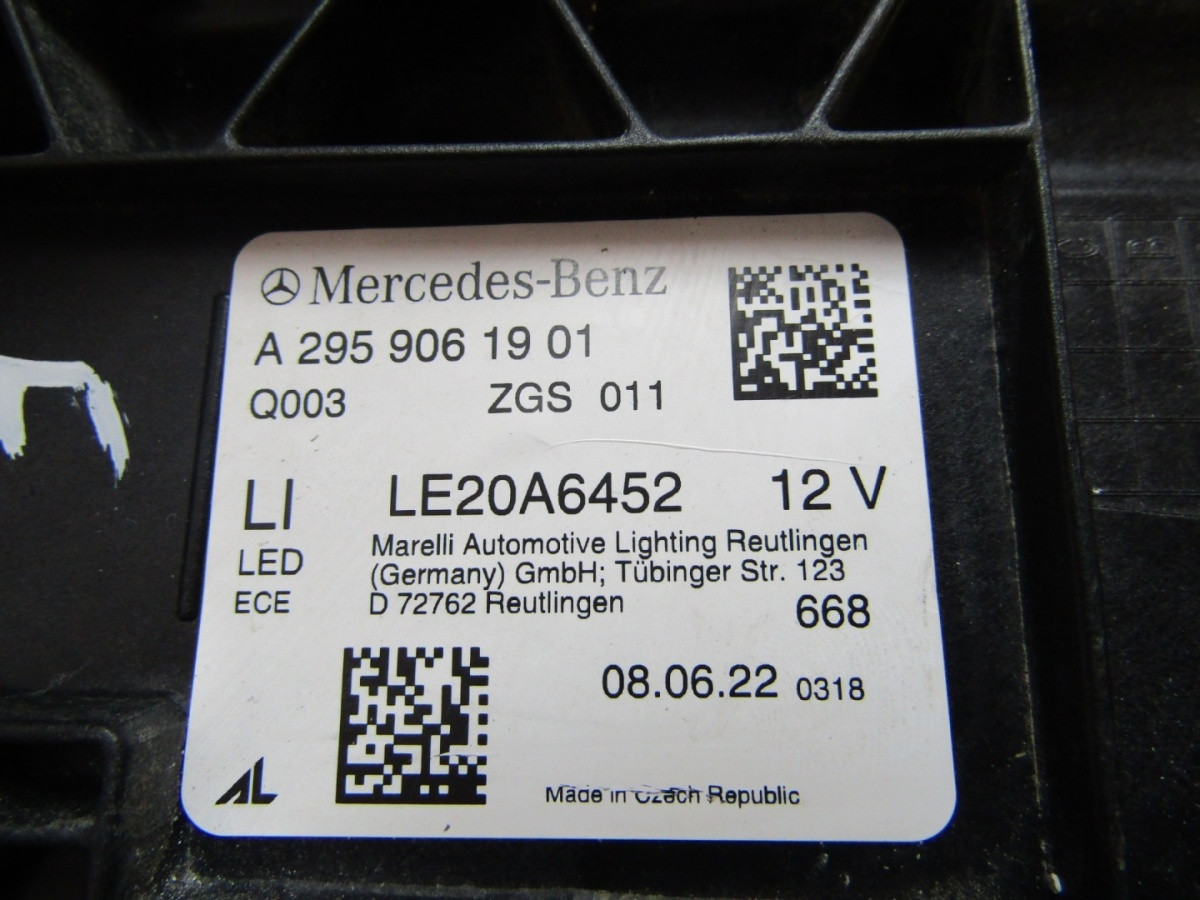 Mercedes-Benz
A 295 906 19 01
Q003 ZGS 011
LI LE20A6452 12 V
LED Marelli Automotive Lighting Reutlingen
(Germany) GmbH; Tübinger Str. 123
ECE D 72762 Reutlingen
668
08.06.22 0318
AL
Made in Czech Republic